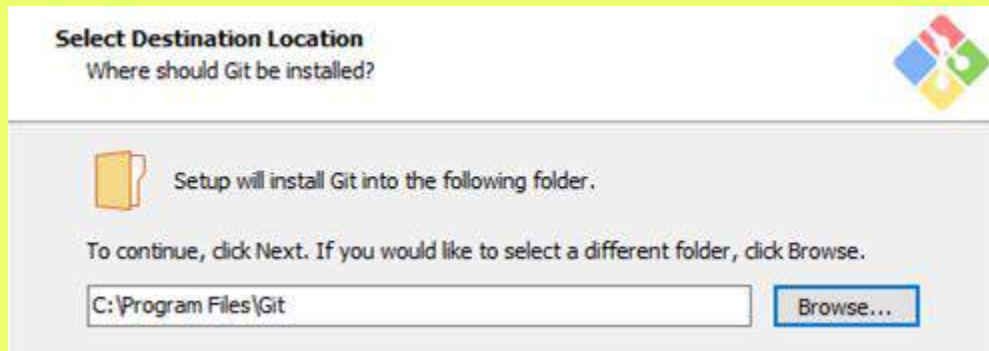 Select Destination Location
Where should Git be installed?
Setup will install Git into the following folder.
To continue, click Next. If you would like to select a different folder, click Browse.
C:\Program Files\Git
Browse...